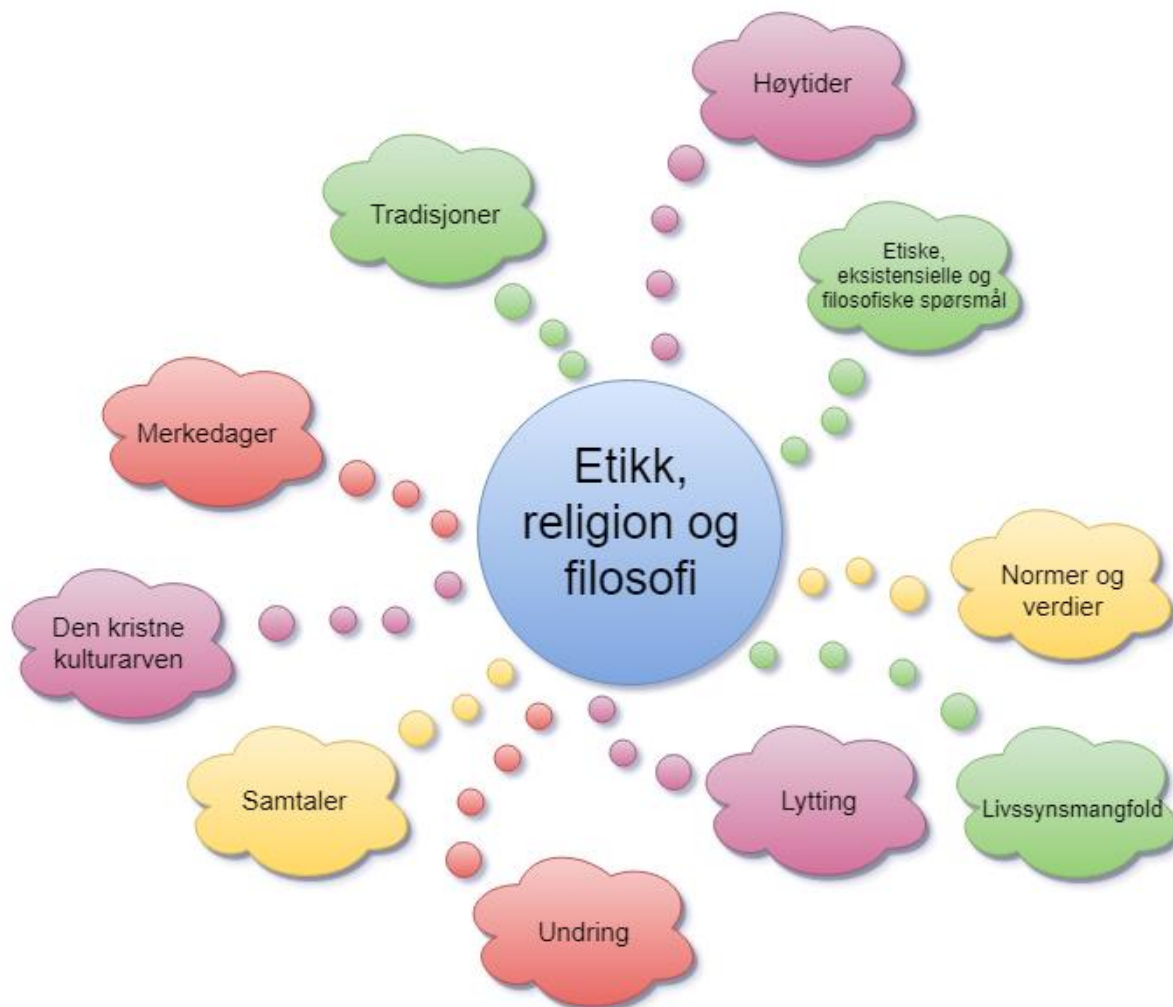 Høytider
Tradisjoner
Etiske,
eksistensielle og
filosofiske spørsmål
Merkedager
Etikk,
religion og
filosofi
Normer og
verdier
Den kristne
kulturarven
Samtaler
Lytting
Livssynsmangfold
Undring